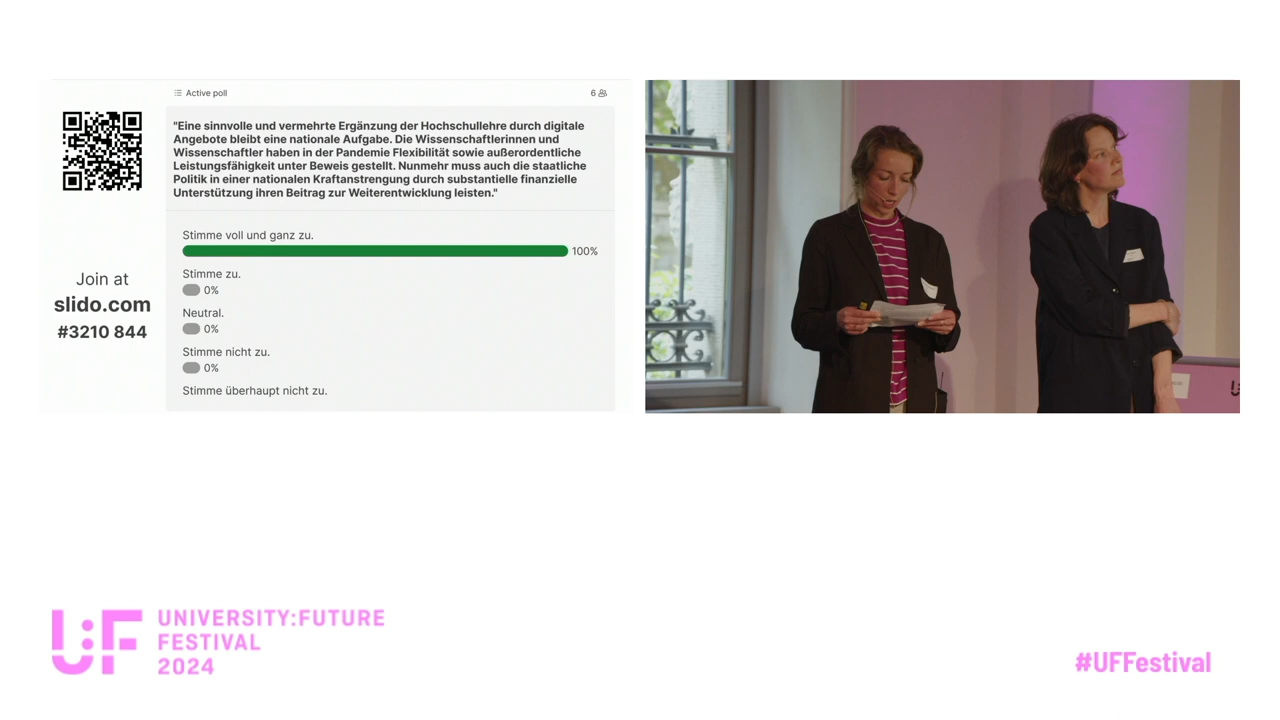 Active poll
6
"Eine sinnvolle und vermehrte Ergänzung der Hochschullehre durch digitale
Angebote bleibt eine nationale Aufgabe. Die Wissenschaftlerinnen und
Wissenschaftler haben in der Pandemie Flexibilität sowie außerordentliche
Leistungsfähigkeit unter Beweis gestellt. Nunmehr muss auch die staatliche
Politik in einer nationalen Kraftanstrengung durch substantielle finanzielle
Unterstützung ihren Beitrag zur Weiterentwicklung leisten."
Stimme voll und ganz zu.
100%
Stimme zu.
0%
Neutral.
0%
Stimme nicht zu.
0%
Stimme überhaupt nicht zu.
Join at
slido.com
#3210 844
U:F
UNIVERSITY:FUTURE
FESTIVAL
2024
#UFFestival